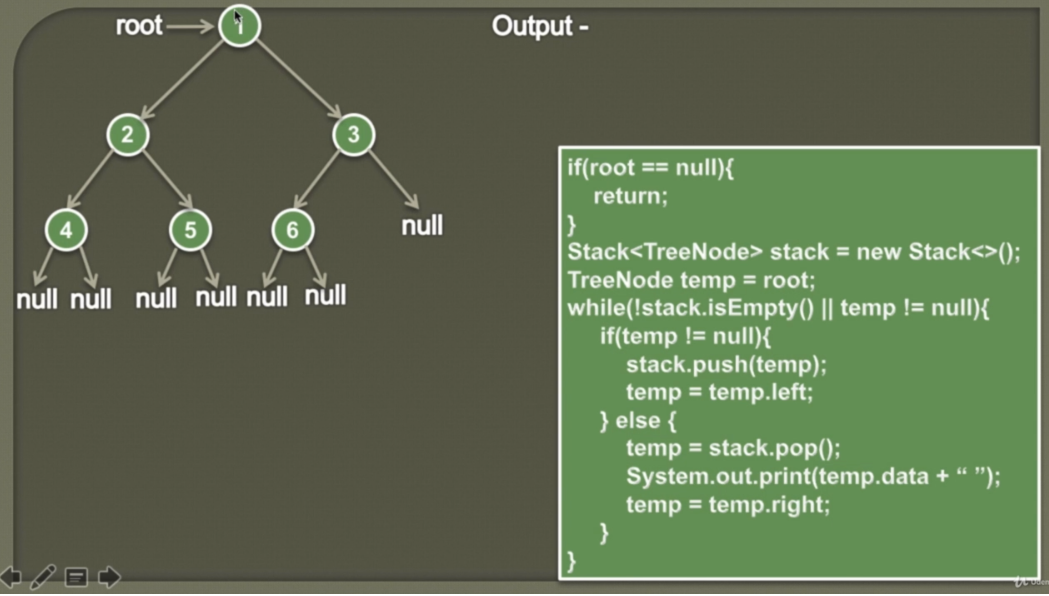 root
1
Output -
2
3
4
5
6
null
null
null
null
null
null
null
if(root == null){
return;
}
Stack<TreeNode> stack = new Stack<>();
TreeNode temp = root;
while(!stack.isEmpty() || temp != null){
if(temp != null){
stack.push(temp);
temp = temp.left;
} else {
temp = stack.pop();
System.out.print(temp.data + “ ”);
temp = temp.right;
}
}